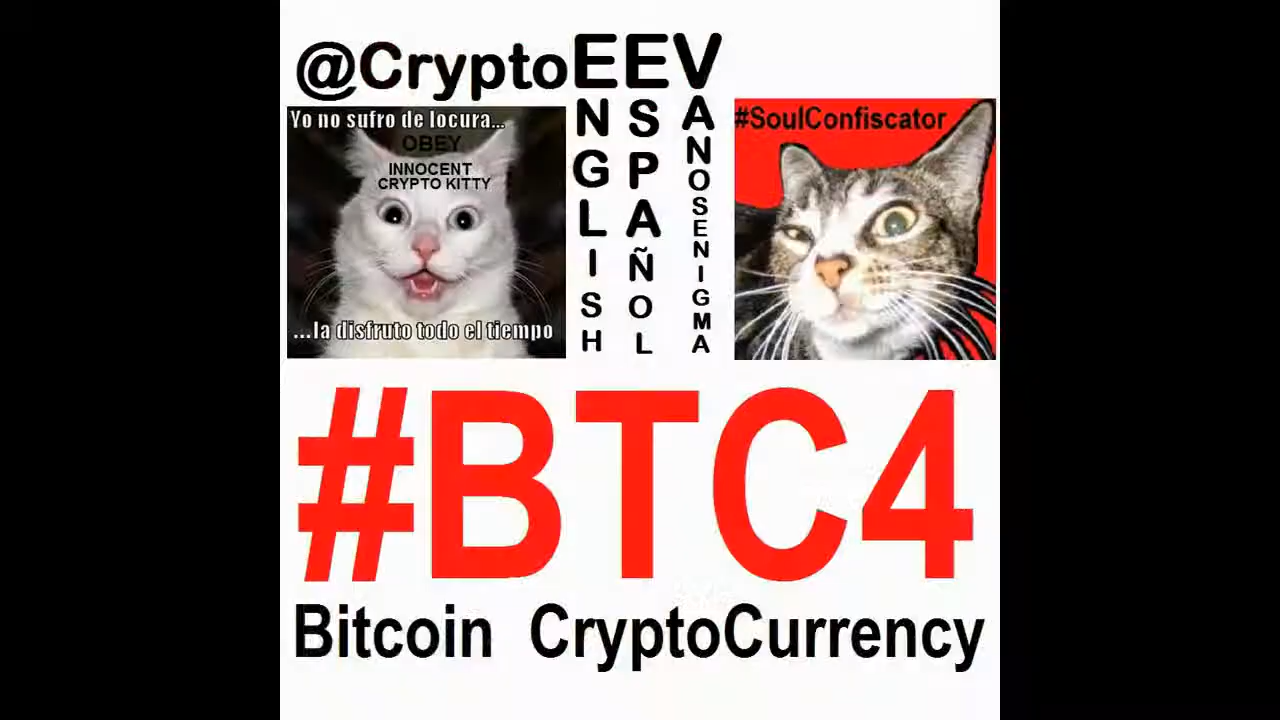 @CryptoEEV
ENGLISH
ESPAÑOL
VANOSENIGMA
Yo no sufro de locura...
OBEY
INNOCENT
CRYPTO KITTY
...la disfruto todo el tiempo
#SoulConfiscator
#BTC4
Bitcoin CryptoCurrency